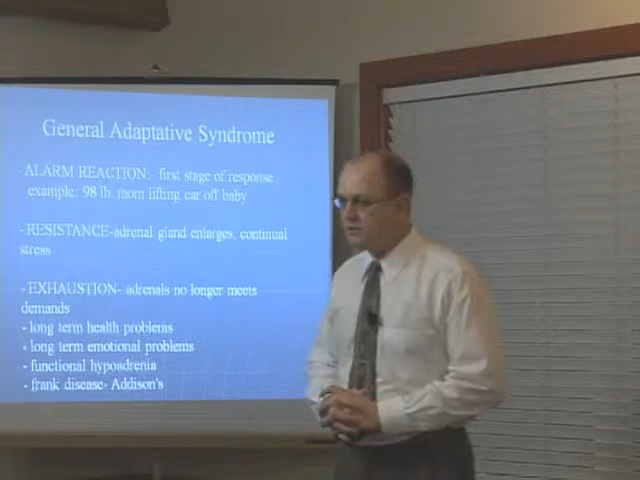 General Adaptative Syndrome
- ALARM REACTION: first stage of response
example: 98 lb. mom lifting car off baby
- RESISTANCE-adrenal gland enlarges, continual
stress
- EXHAUSTION- adrenals no longer meets
demands
- long term health problems
- long term emotional problems
- functional hypoadrenia
- frank disease- Addison's